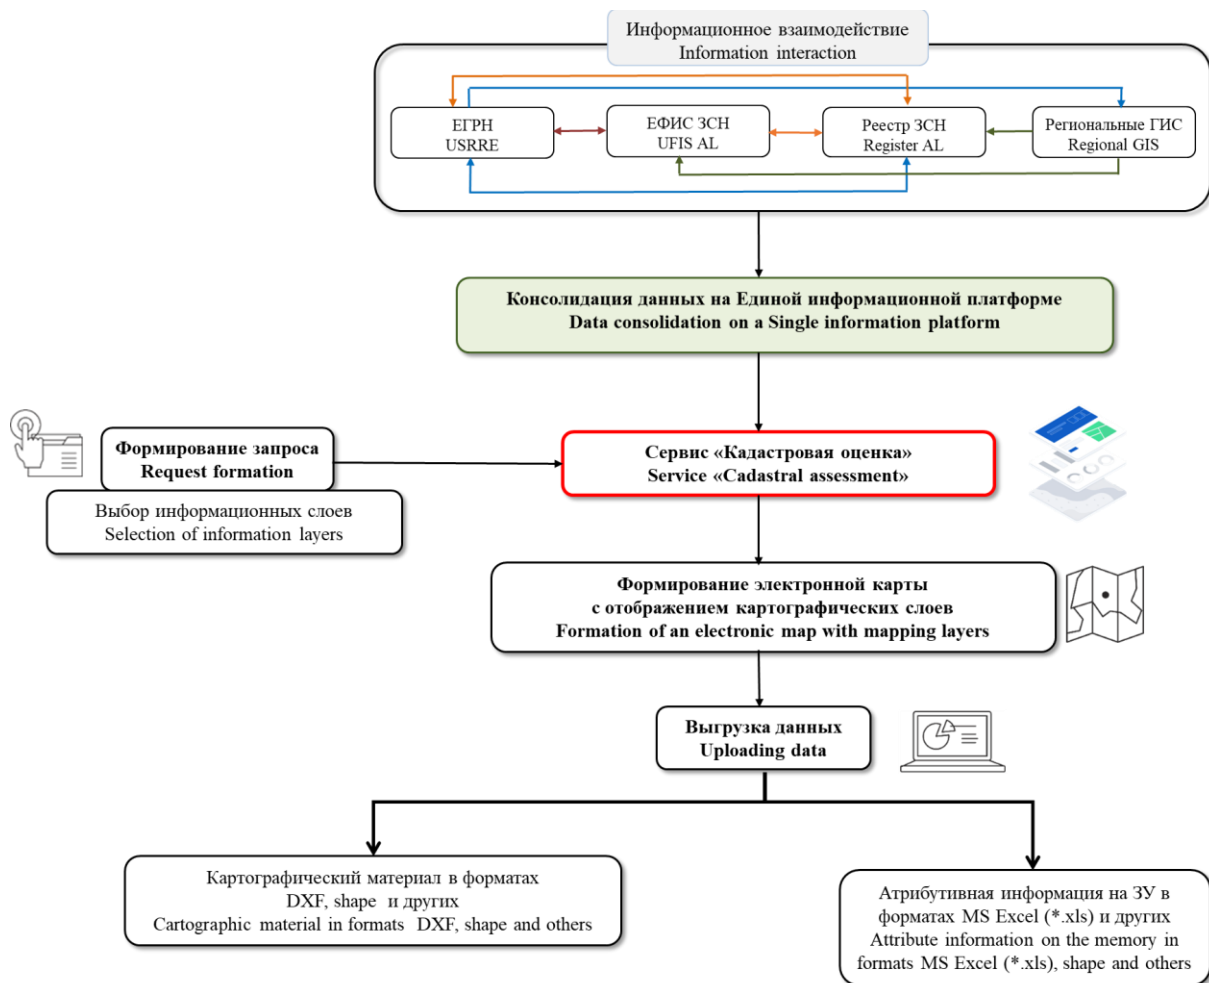 Информационное взаимодействие
Information interaction
ЕГРН
USRRE
ЕФИС ЗСН
UFIS AL
Реестр ЗСН
Register AL
Региональные ГИС
Regional GIS
Консолидация данных на Единой информационной платформе
Data consolidation on a Single information platform
Формирование запроса
Request formation
Выбор информационных слоев
Selection of information layers
Сервис «Кадастровая оценка»
Service «Cadastral assessment»
Формирование электронной карты
с отображением картографических слоев
Formation of an electronic map with mapping layers
Выгрузка данных
Uploading data
Картографический материал в форматах
DXF, shape и других
Cartographic material in formats DXF, shape and others
Атрибутивная информация на ЗУ в
форматах MS Excel (*.xls) и других
Attribute information on the memory in
formats MS Excel (*.xls), shape and others